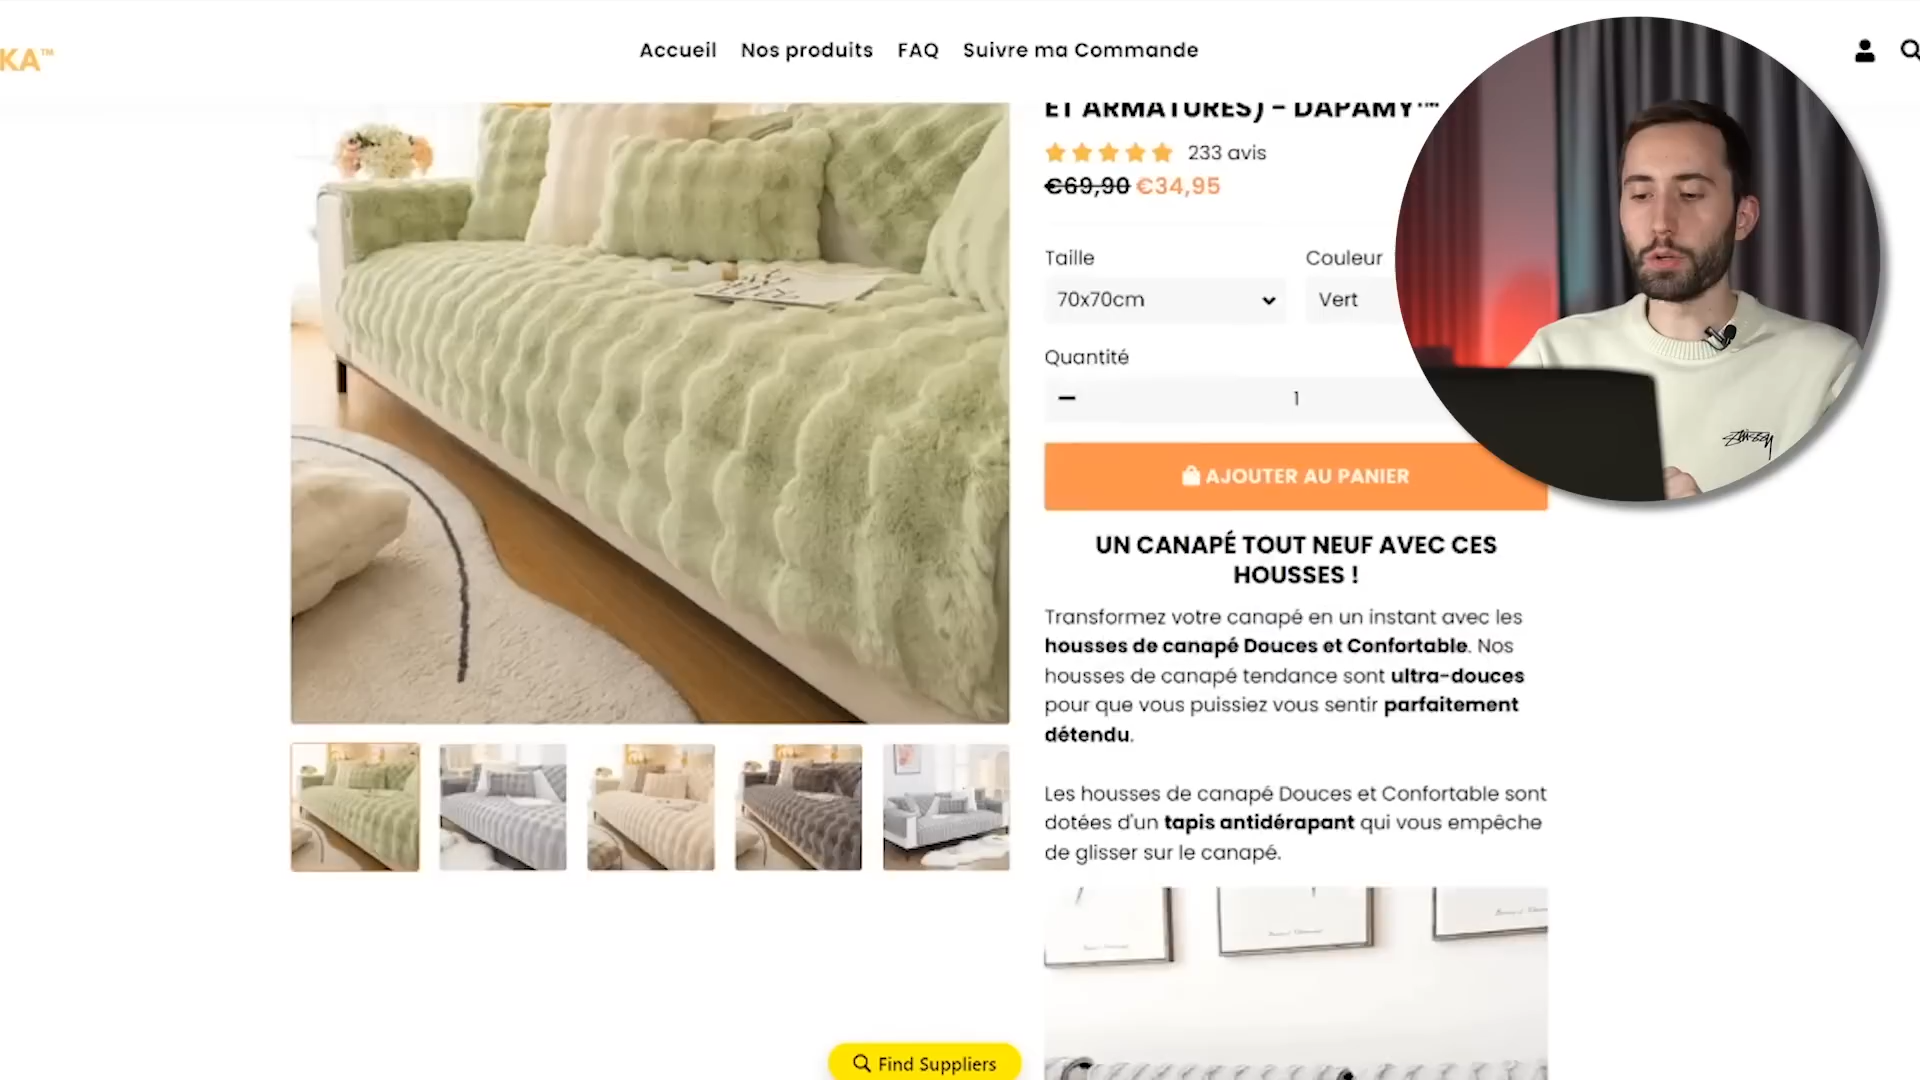 KA™
Accueil Nos produits FAQ Suivre ma Commande
ET ARMATURES) - DAPAMY™
233 avis
€69,90 €34,95
Taille
Couleur
70x70cm
Vert
Quantité
1
AJOUTER AU PANIER
UN CANAPÉ TOUT NEUF AVEC CES
HOUSSES !
Transformez votre canapé en un instant avec les
housses de canapé Douces et Confortable. Nos
housses de canapé tendance sont ultra-douces
pour que vous puissiez vous sentir parfaitement
détendu.
Les housses de canapé Douces et Confortable sont
dotées d'un tapis antidérapant qui vous empêche
de glisser sur le canapé.
Find Suppliers